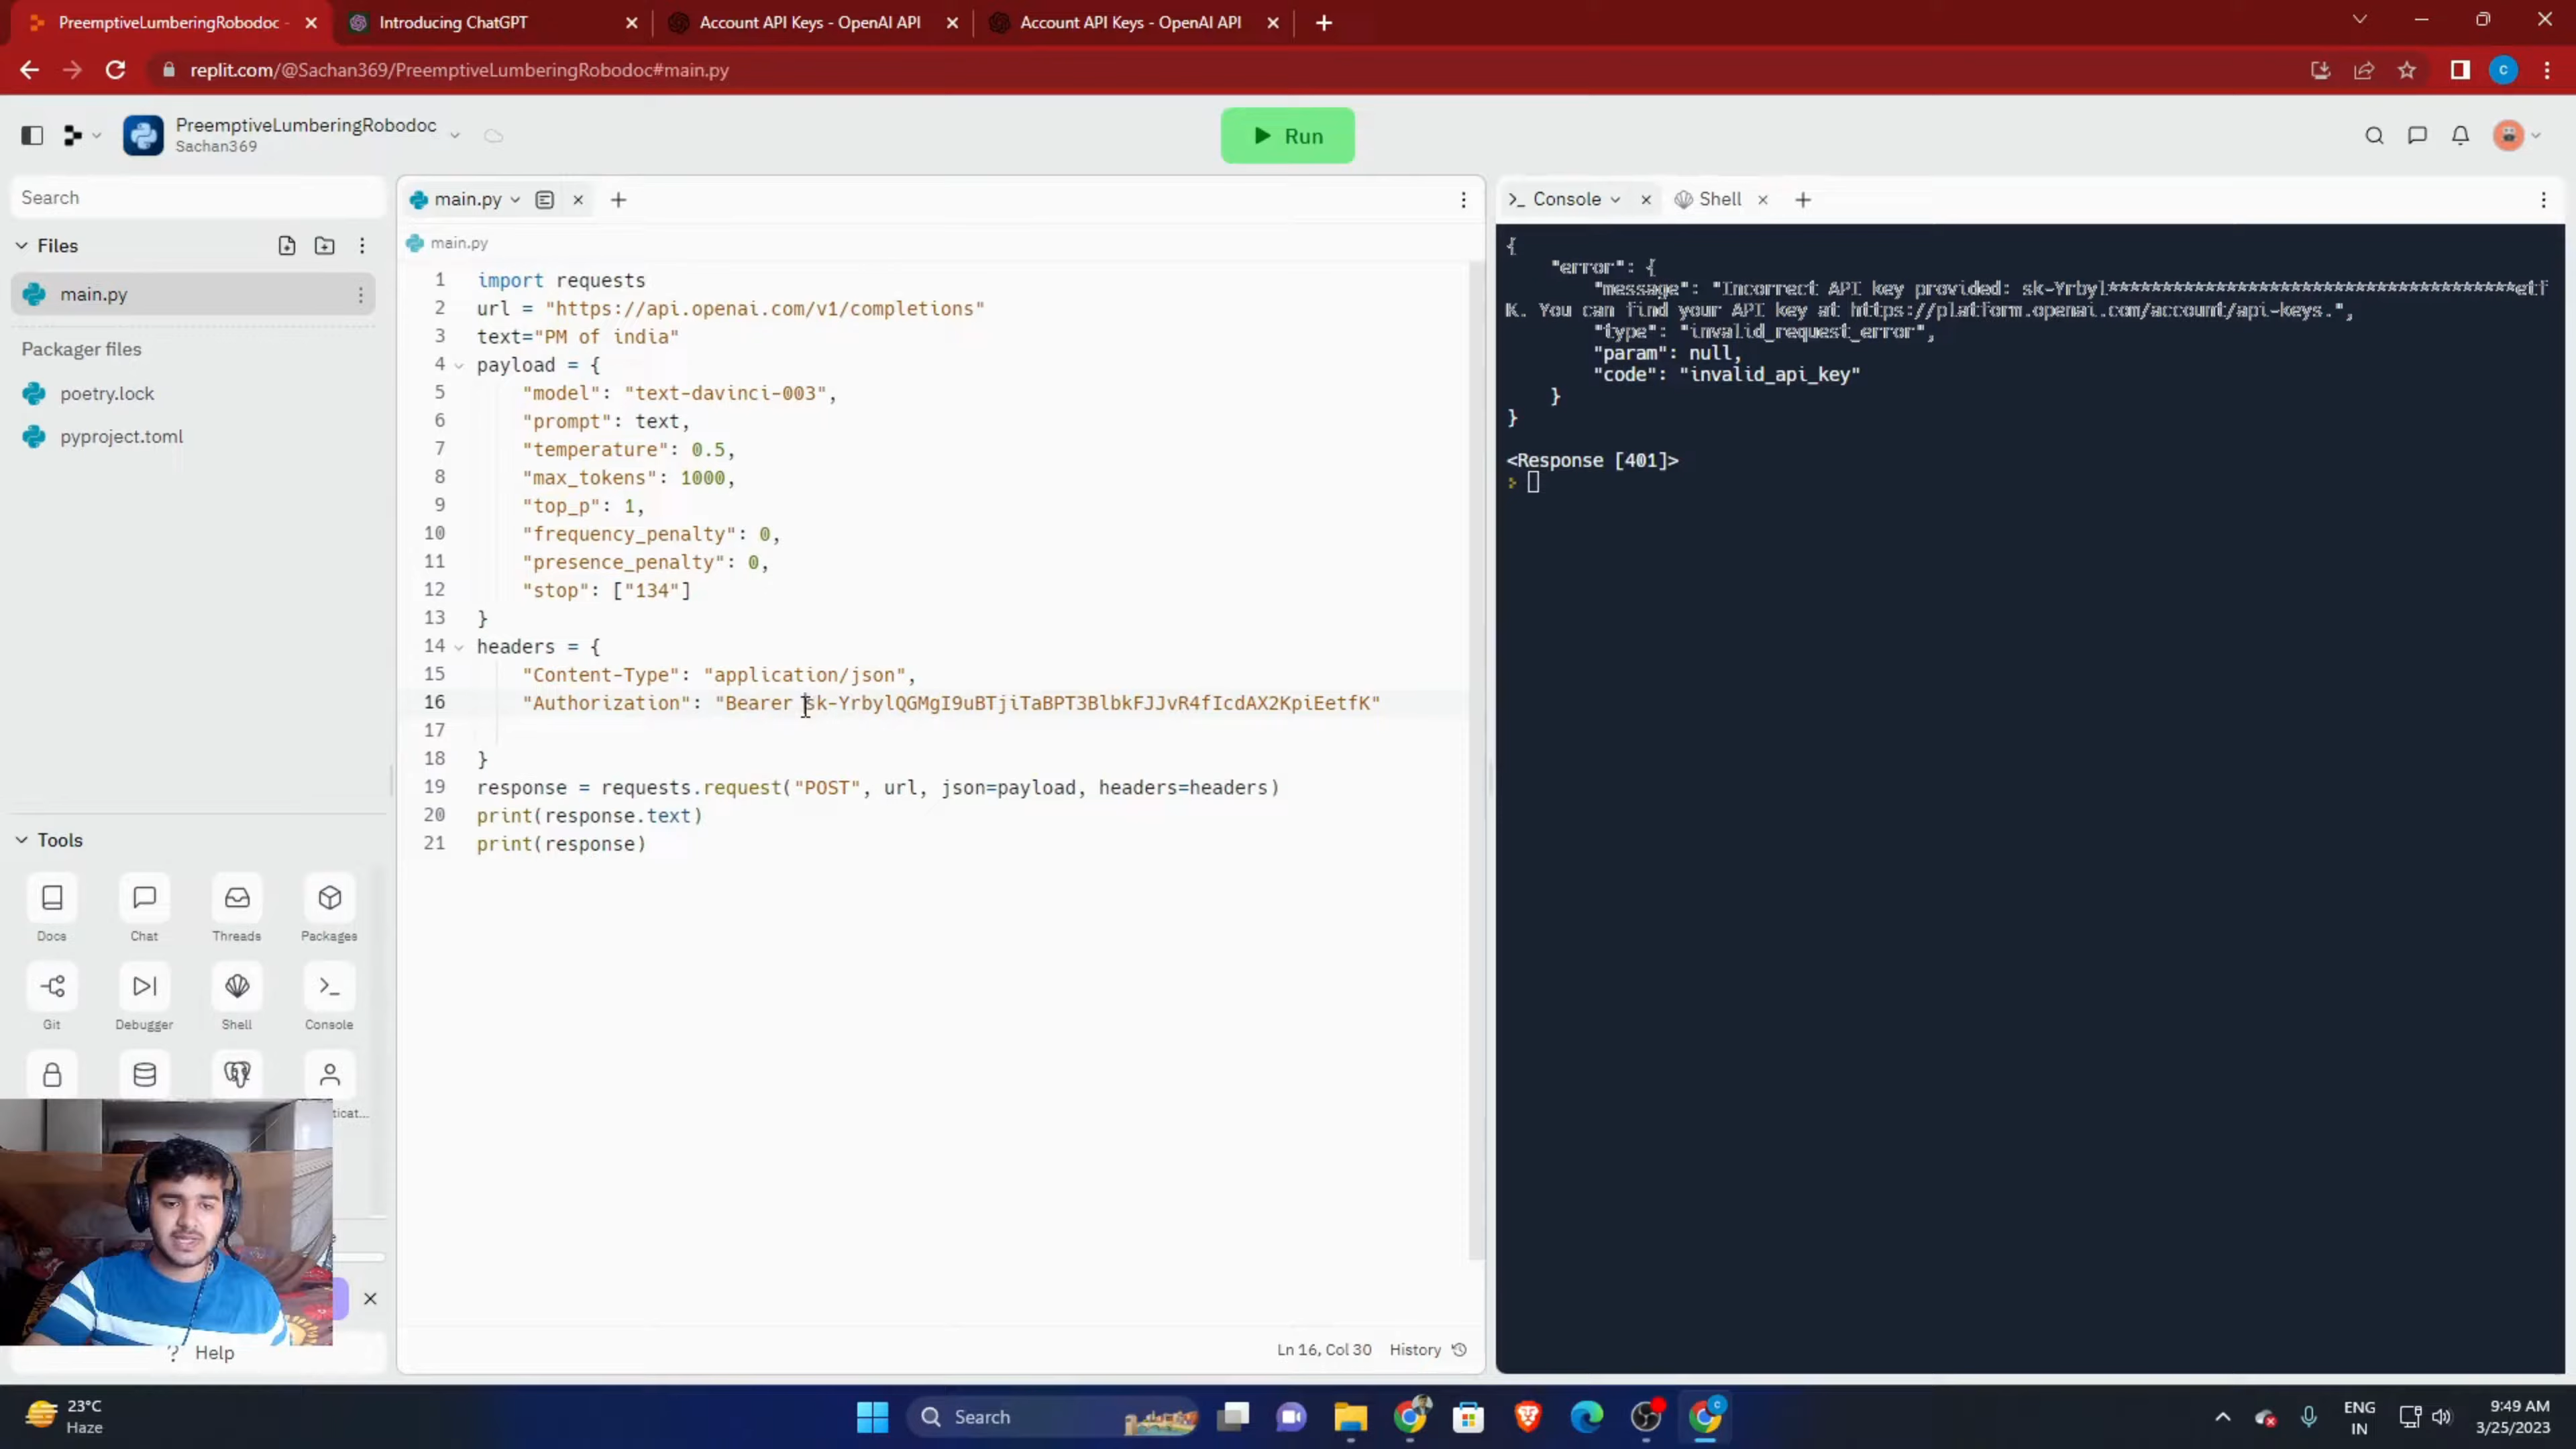 PreemptiveLumberingRobodoc -
Introducing ChatGPT
Account API Keys - OpenAI API
Account API Keys - OpenAI API
replit.com/@Sachan369/PreemptiveLumberingRobodoc#main.py
C
PreemptiveLumberingRobodoc
Sachan369
Run
Search
Files
main.py
Packager files
poetry.lock
pyproject.toml
Tools
Docs
Chat
Threads
Packages
Git
Debugger
Shell
Console
ticat...
? Help
main.py
main.py
1 import requests
2 url = "https://api.openai.com/v1/completions"
3 text="PM of india"
4 payload = {
5 "model": "text-davinci-003",
6 "prompt": text,
7 "temperature": 0.5,
8 "max_tokens": 1000,
9 "top_p": 1,
10 "frequency_penalty": 0,
11 "presence_penalty": 0,
12 "stop": ["134"]
13 }
14 headers = {
15 "Content-Type": "application/json",
16 "Authorization": "Bearer sk-YrbylQGMgI9uBTjiTaBPT3BlbkFJJvR4fIcdAX2KpiEetfK"
17
18 }
19 response = requests.request("POST", url, json=payload, headers=headers)
20 print(response.text)
21 print(response)
Ln 16, Col 30 History
Console
Shell
{
"error": {
"message": "Incorrect API key provided: sk-Yrbyl**************************************etf
K. You can find your API key at https://platform.openai.com/account/api-keys.",
"type": "invalid_request_error",
"param": null,
"code": "invalid_api_key"
}
}
<Response [401]>
23°C
Haze
Search
C
ENG
IN
9:49 AM
3/25/2023